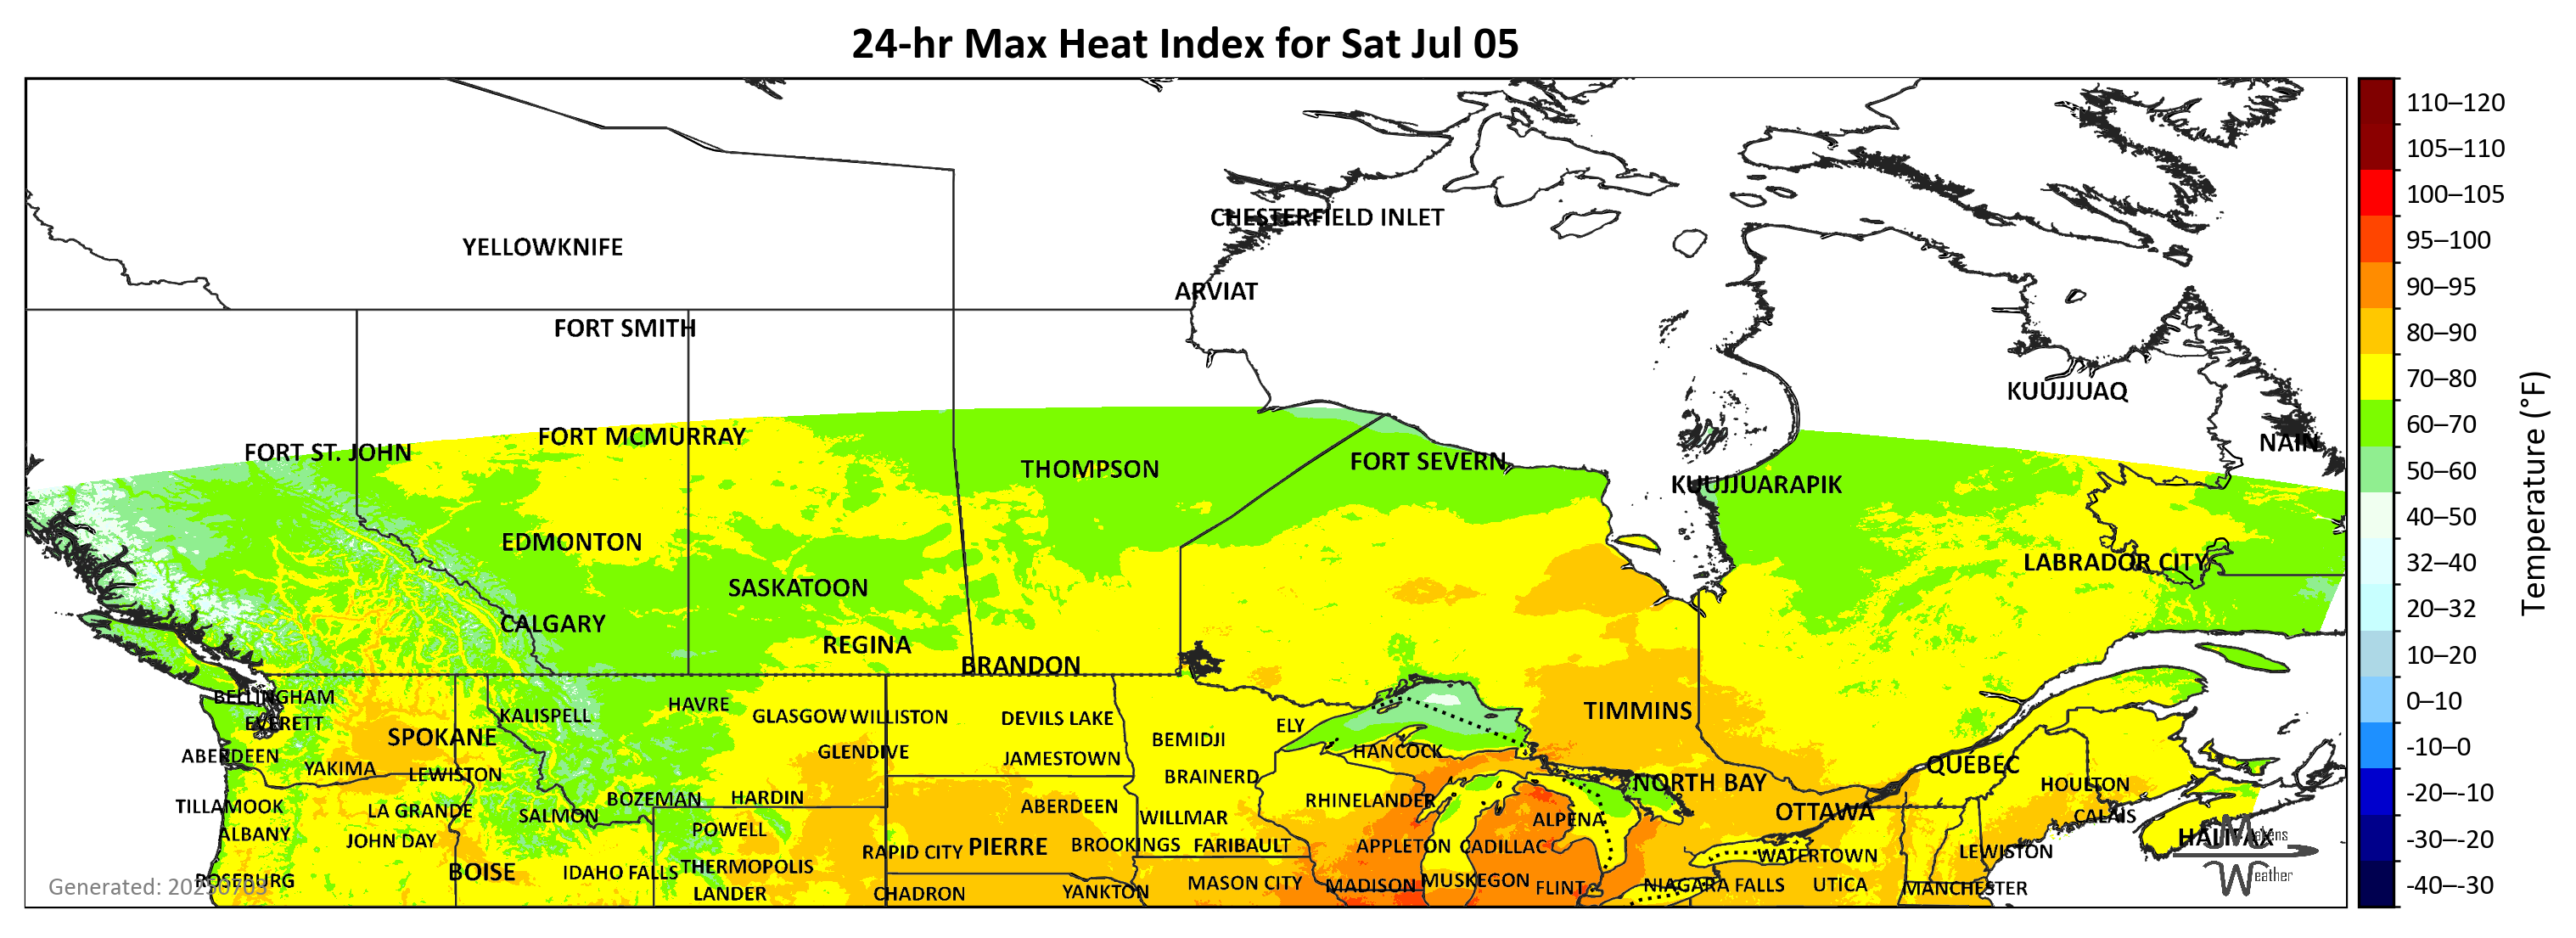 24-hr Max Heat Index for Sat Jul 05
CHESTERFIELD INLET
YELLOWKNIFE
ARVIAT
FORT SMITH
KUUJJUAQ
FORT MCMURRAY
NAIN
FORT ST. JOHN
FORT SEVERN
THOMPSON
KUUJJUARAPIK
EDMONTON
LABRADOR CITY
SASKATOON
CALGARY
REGINA
BRANDON
BELLINGHAM
HAVRE
TIMMINS
KALISPELL
GLASGOW WILLISTON
DEVILS LAKE
EVERETT
ELY
SPOKANE
BEMIDJI
GLENDIVE
HANCOCK
ABERDEEN
JAMESTOWN
QUÉBEC
YAKIMA
LEWISTON
BRAINERD
NORTH BAY
HOULTON
BOZEMAN
HARDIN
RHINELANDER
TILLAMOOK
LA GRANDE
SALMON
ABERDEEN
WILLMAR
ALPENA
OTTAWA
CALAIS
ALBANY
JOHN DAY
POWELL
HALIFAX
RAPID CITY
PIERRE
BROOKINGS
FARIBAULT
APPLETON
CADILLAC
WATERTOWN
LEWISTON
BOISE
IDAHO FALLS
THERMOPOLIS
ROSEBURG
MASON CITY
MADISON
MUSKEGON
FLINT
NIAGARA FALLS
UTICA
MANCHESTER
LANDER
CHADRON
YANKTON
Generated: 20250703
Weather
110–120
105–110
100–105
95–100
90–95
80–90
70–80
60–70
50–60
40–50
32–40
20–32
10–20
0–10
-10–0
-20–-10
-30–-20
-40–-30
Temperature (°F)